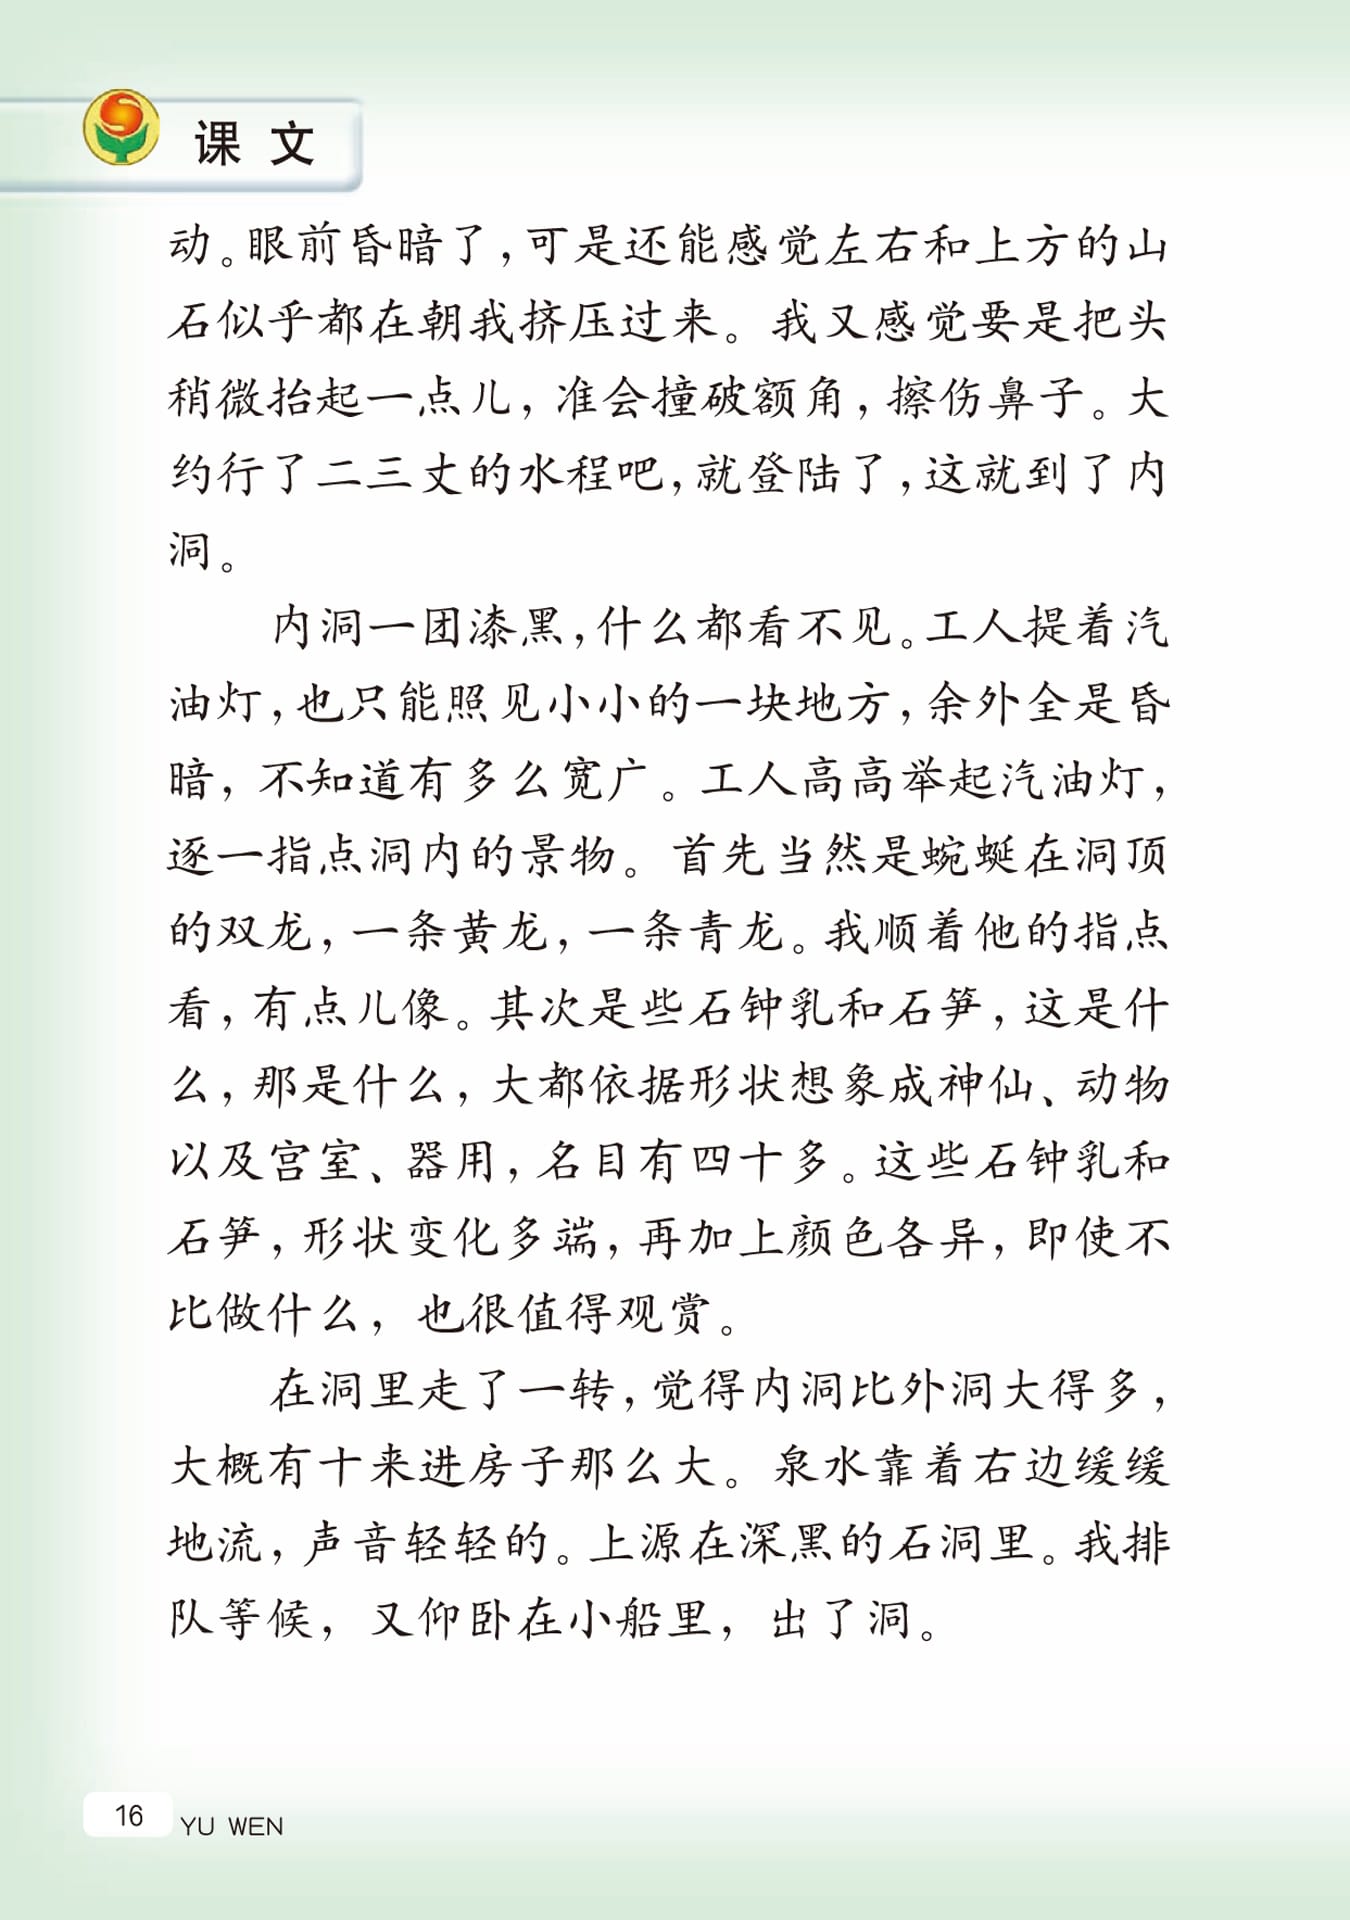 课文
动。眼前昏暗了，可是还能感觉左右和上方的山
石似乎都在朝我挤压过来。我又感觉要是把头
稍微抬起一点儿，准会撞破额角，擦伤鼻子。大
约行了二三丈的水程吧，就登陆了，这就到了内
洞。
内洞一团漆黑，什么都看不见。工人提着汽
油灯，也只能照见小小的一块地方，余外全是昏
暗，不知道有多么宽广。工人高高举起汽油灯，
逐一指点洞内的景物。首先当然是蜿蜒在洞顶
的双龙，一条黄龙，一条青龙。我顺着他的指点
看，有点儿像。其次是些石钟乳和石笋，这是什
么，那是什么，大都依据形状想象成神仙、动物
以及宫室、器用，名目有四十多。这些石钟乳和
石笋，形状变化多端，再加上颜色各异，即使不
比做什么，也很值得观赏。
在洞里走了一转，觉得内洞比外洞大得多，
大概有十来进房子那么大。泉水靠着右边缓缓
地流，声音轻轻的。上源在深黑的石洞里。我排
队等候，又仰卧在小船里，出了洞。
16 YU WEN